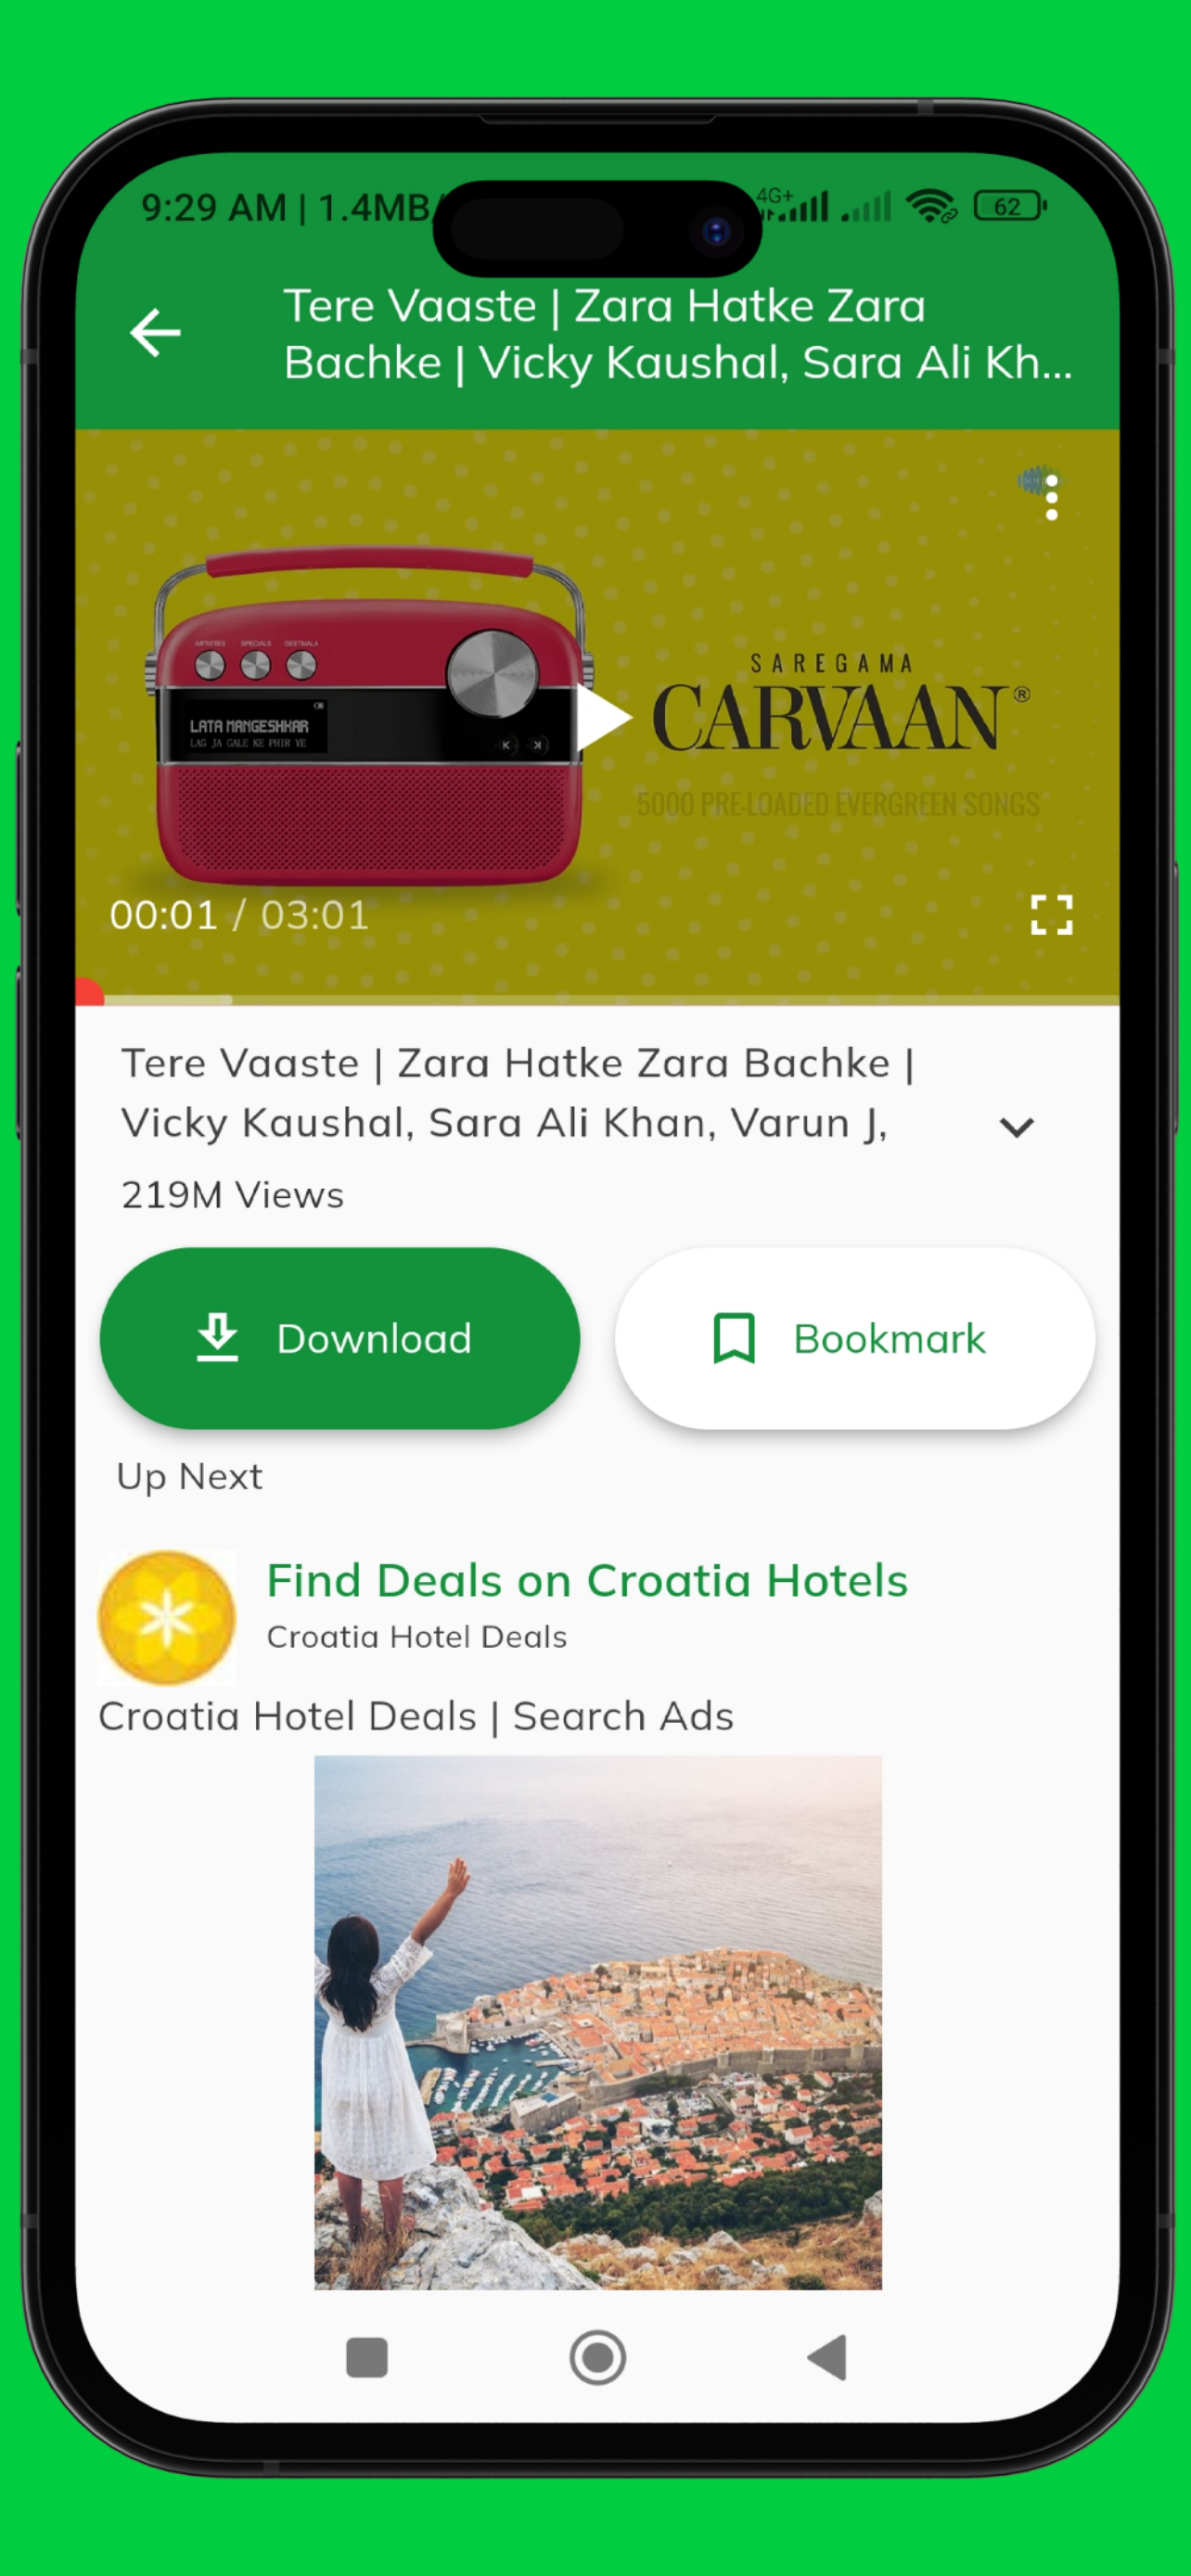 9:29 AM | 1.4MB/
4G+
62
Tere Vaaste | Zara Hatke Zara
Bachke | Vicky Kaushal, Sara Ali Kh...
ARTISTES SPECIALS GEETMALA
LATA MANGESHKAR
LAG JA GALE KE PHIR YE
SAREGAMA
CARVAAN®
5000 PRE-LOADED EVERGREEN SONGS
00:01 / 03:01
Tere Vaaste | Zara Hatke Zara Bachke |
Vicky Kaushal, Sara Ali Khan, Varun J,
219M Views
Download
Bookmark
Up Next
Find Deals on Croatia Hotels
Croatia Hotel Deals
Croatia Hotel Deals | Search Ads